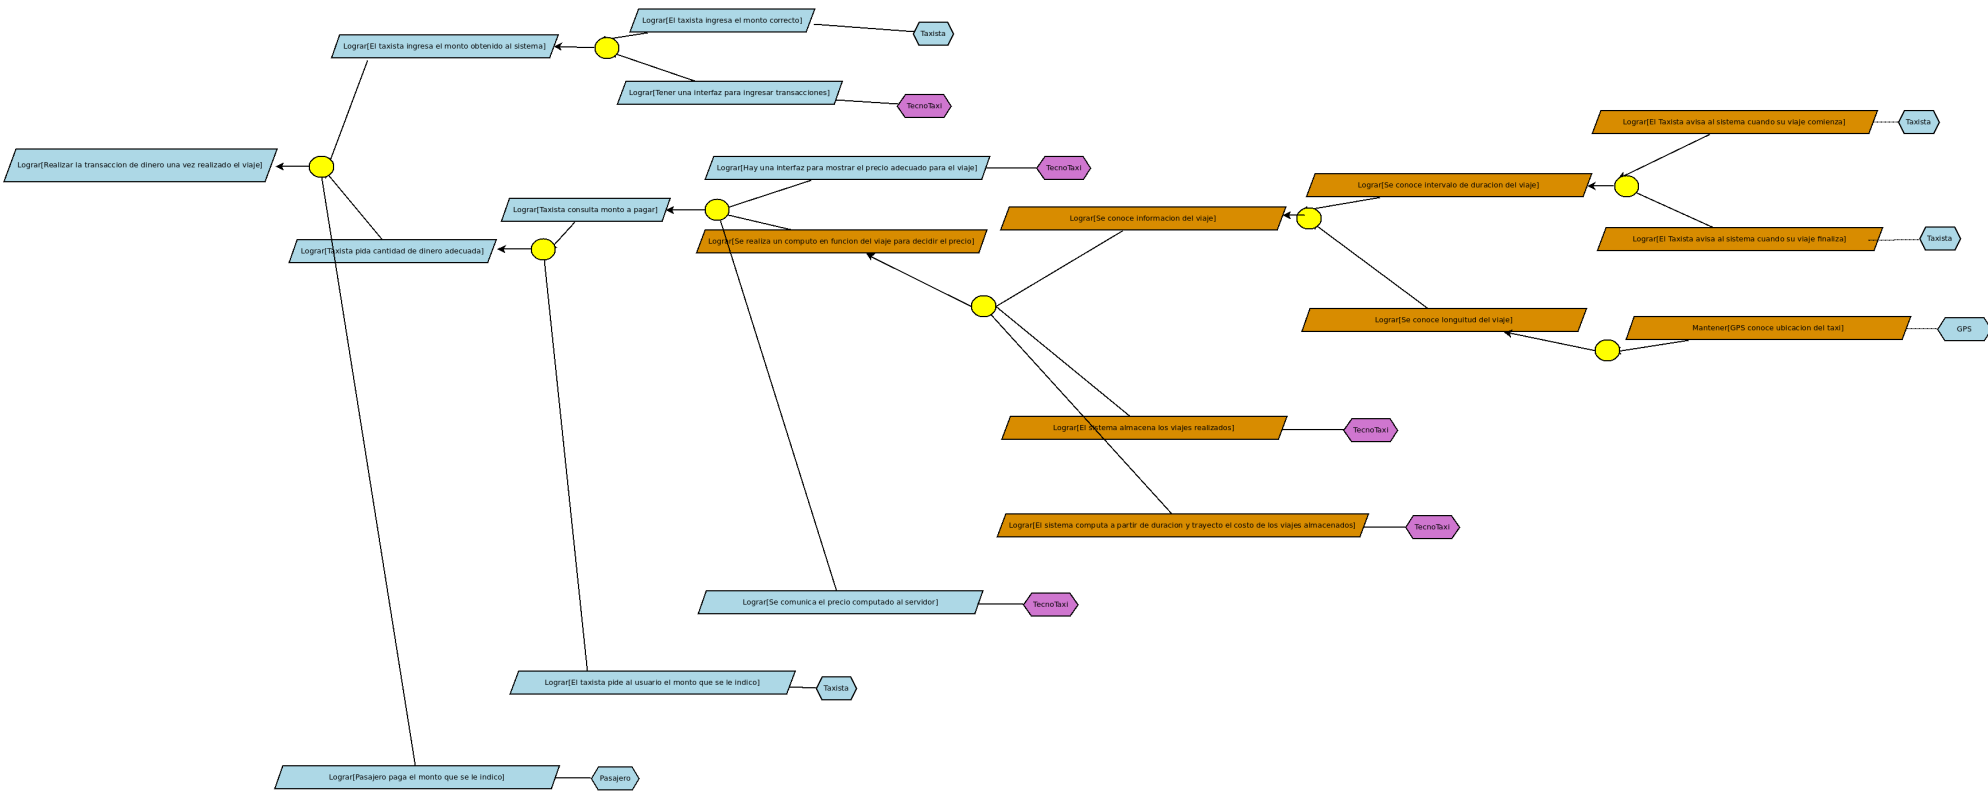 Lograr[El taxista ingresa el monto correcto]
Taxista
Lograr[El taxista ingresa el monto obtenido al sistema]
Lograr[Tener una interfaz para ingresar transacciones]
TecnoTaxi
Lograr[El Taxista avisa al sistema cuando su viaje comienza]
Taxista
Lograr[Realizar la transaccion de dinero una vez realizado el viaje]
Lograr[Hay una interfaz para mostrar el precio adecuado para el viaje]
TecnoTaxi
Lograr[Se conoce intervalo de duracion del viaje]
Lograr[Taxista consulta monto a pagar]
Lograr[Se conoce informacion del viaje]
Lograr[Se realiza un computo en funcion del viaje para decidir el precio]
Lograr[El Taxista avisa al sistema cuando su viaje finaliza]
Taxista
Lograr[Taxista pida cantidad de dinero adecuada]
Lograr[Se conoce longuitud del viaje]
Mantener[GPS conoce ubicacion del taxi]
GPS
Lograr[El sistema almacena los viajes realizados]
TecnoTaxi
Lograr[El sistema computa a partir de duracion y trayecto el costo de los viajes almacenados]
TecnoTaxi
Lograr[Se comunica el precio computado al servidor]
TecnoTaxi
Lograr[El taxista pide al usuario el monto que se le indico]
Taxista
Lograr[Pasajero paga el monto que se le indico]
Pasajero